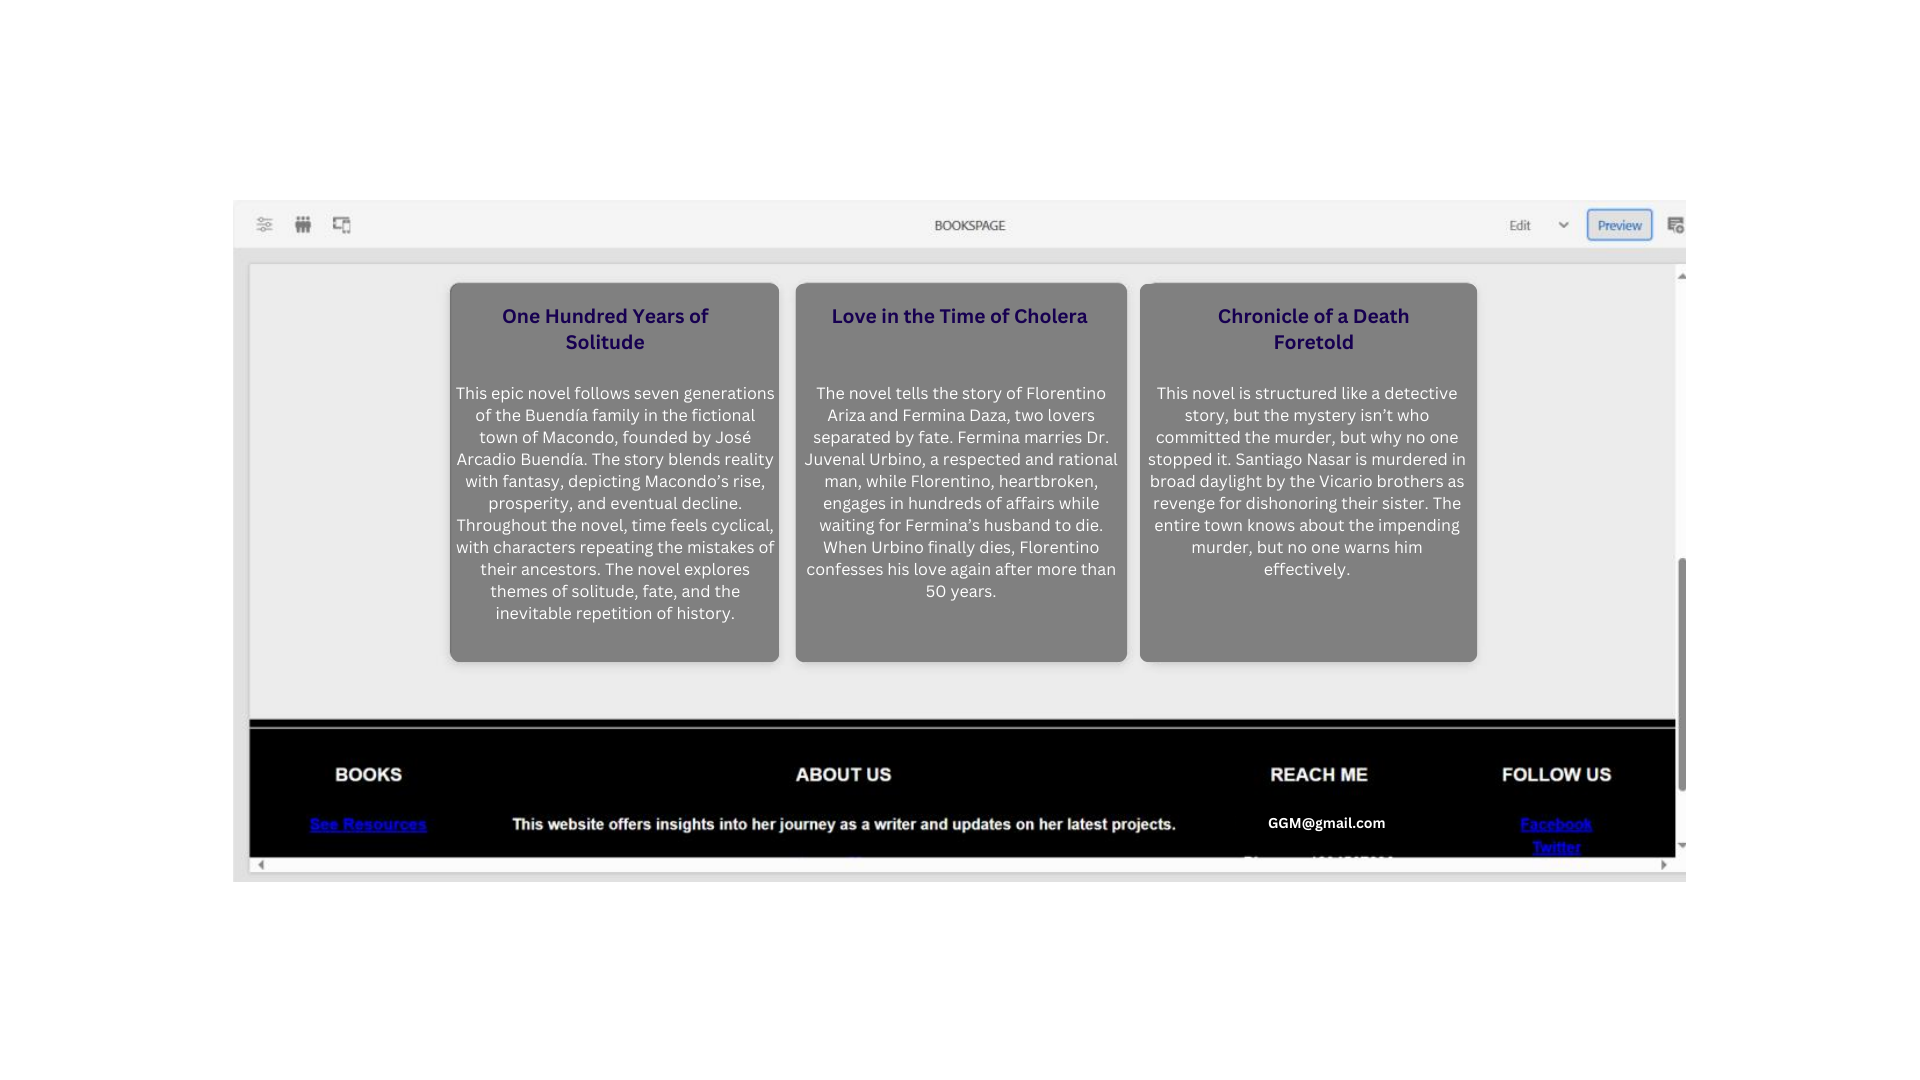 BOOKSPAGE
Edit
Preview
One Hundred Years of
Solitude
This epic novel follows seven generations
of the Buendía family in the fictional
town of Macondo, founded by José
Arcadio Buendía. The story blends reality
with fantasy, depicting Macondo’s rise,
prosperity, and eventual decline.
Throughout the novel, time feels cyclical,
with characters repeating the mistakes of
their ancestors. The novel explores
themes of solitude, fate, and the
inevitable repetition of history.
Love in the Time of Cholera
The novel tells the story of Florentino
Ariza and Fermina Daza, two lovers
separated by fate. Fermina marries Dr.
Juvenal Urbino, a respected and rational
man, while Florentino, heartbroken,
engages in hundreds of affairs while
waiting for Fermina’s husband to die.
When Urbino finally dies, Florentino
confesses his love again after more than
50 years.
Chronicle of a Death
Foretold
This novel is structured like a detective
story, but the mystery isn’t who
committed the murder, but why no one
stopped it. Santiago Nasar is murdered in
broad daylight by the Vicario brothers as
revenge for dishonoring their sister. The
entire town knows about the impending
murder, but no one warns him
effectively.
BOOKS
See Resources
ABOUT US
This website offers insights into her journey as a writer and updates on her latest projects.
REACH ME
GGM@gmail.com
FOLLOW US
Facebook
Twitter